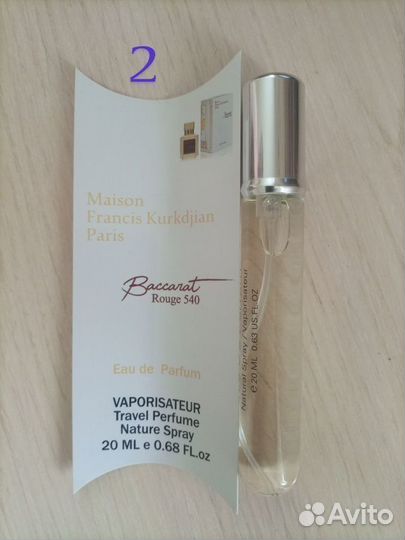 2
Maison
Francis Kurkdjian
Paris
Baccarat
Rouge 540
Eau de Parfum
VAPORISATEUR
Travel Perfume
Nature Spray
20 ML e 0.68 FL.oz
Natural Spray / Vaporisateur
e 20 ML 0.63 US.FL.OZ
Avito